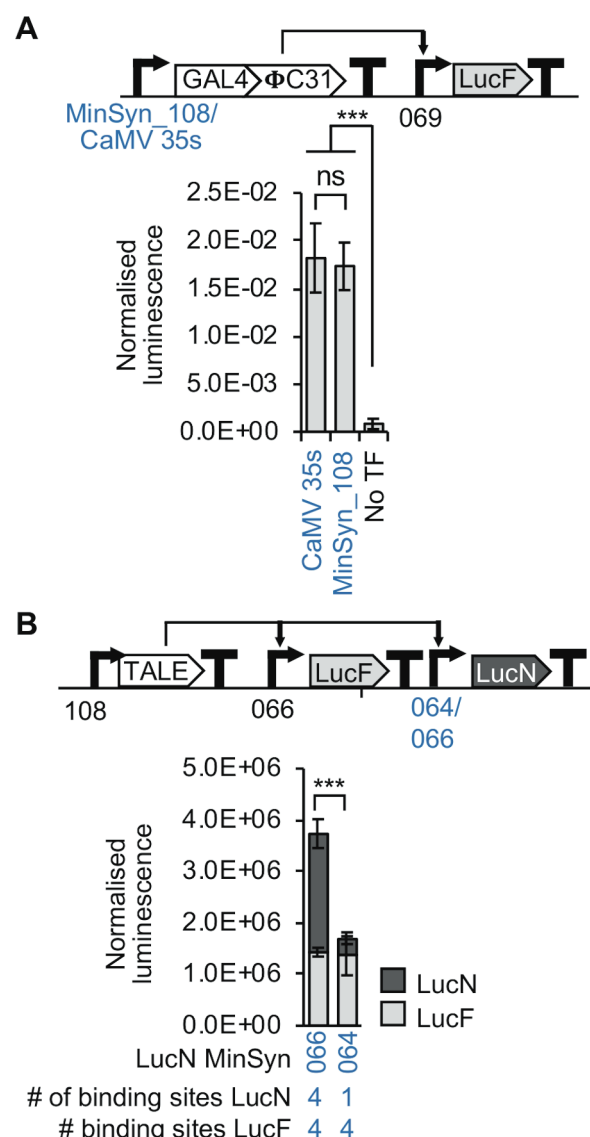 A
GAL4 ΦC31 LucF
MinSyn_108/
CaMV 35s
069
***
ns
Normalised
luminescence
2.5E-02
2.0E-02
1.5E-02
1.0E-02
5.0E-03
0.0E+00
CaMV 35s
MinSyn_108
No TF
B
TALE LucF LucN
108 066 064/
066
Normalised
luminescence
5.0E+06
4.0E+06
3.0E+06
2.0E+06
1.0E+06
0.0E+00
***
LucN
LucF
LucN MinSyn 066 064
# of binding sites LucN 4 1
# binding sites LucF 4 4